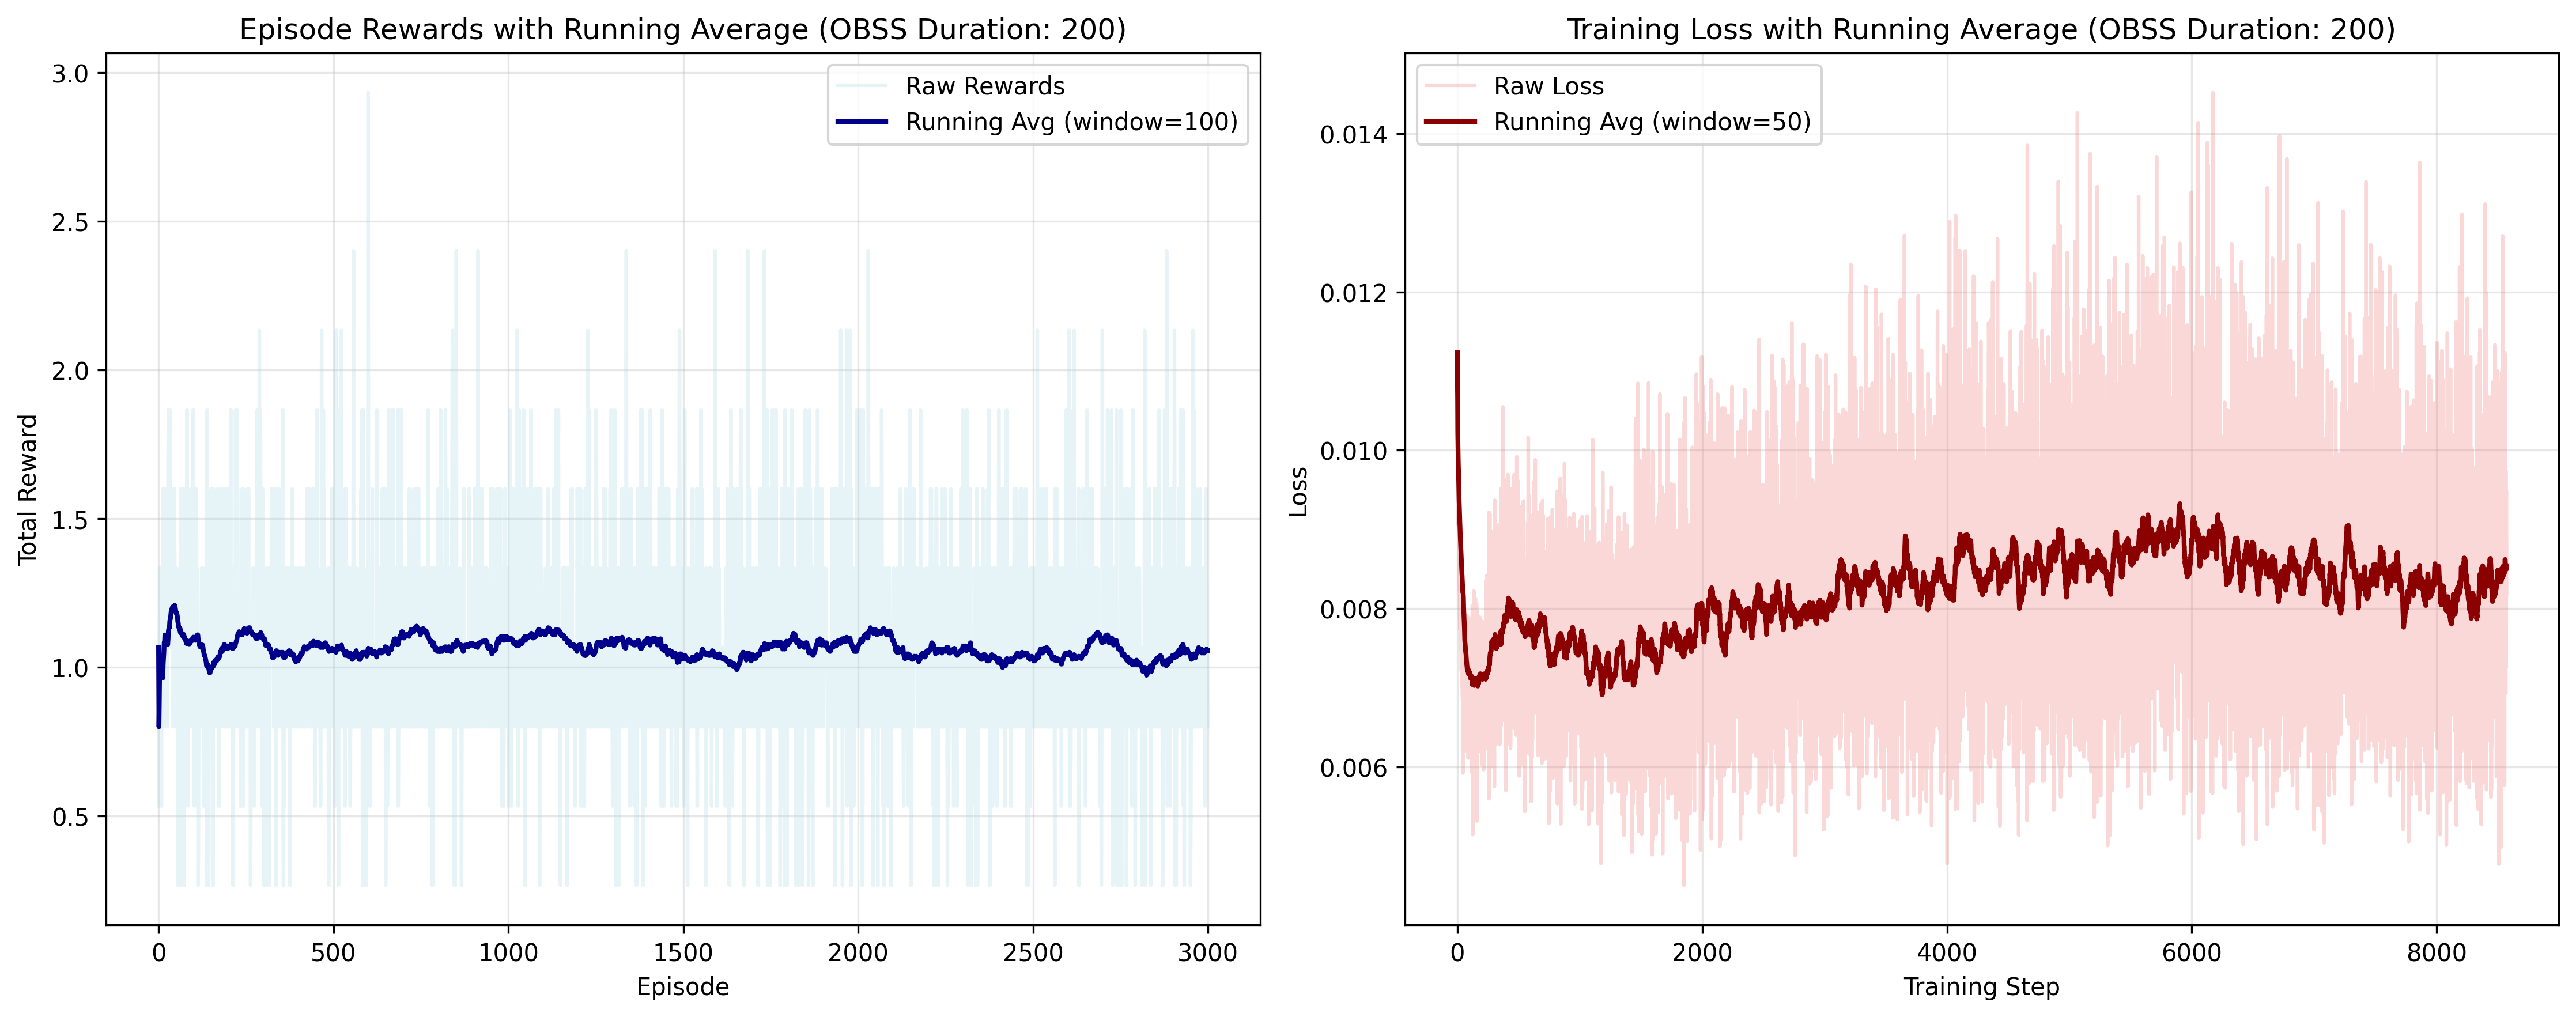 Episode Rewards with Running Average (OBSS Duration: 200)
Raw Rewards
Running Avg (window=100)
Total Reward
3.0
2.5
2.0
1.5
1.0
0.5
0
500
1000
1500
2000
2500
3000
Episode
Training Loss with Running Average (OBSS Duration: 200)
Raw Loss
Running Avg (window=50)
Loss
0.014
0.012
0.010
0.008
0.006
0
2000
4000
6000
8000
Training Step